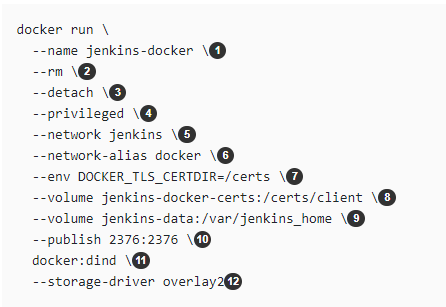 docker run \
--name jenkins-docker \ 1
--rm \ 2
--detach \ 3
--privileged \ 4
--network jenkins \ 5
--network-alias docker \ 6
--env DOCKER_TLS_CERTDIR=/certs \ 7
--volume jenkins-docker-certs:/certs/client \ 8
--volume jenkins-data:/var/jenkins_home \ 9
--publish 2376:2376 \ 10
docker:dind \ 11
--storage-driver overlay2 12